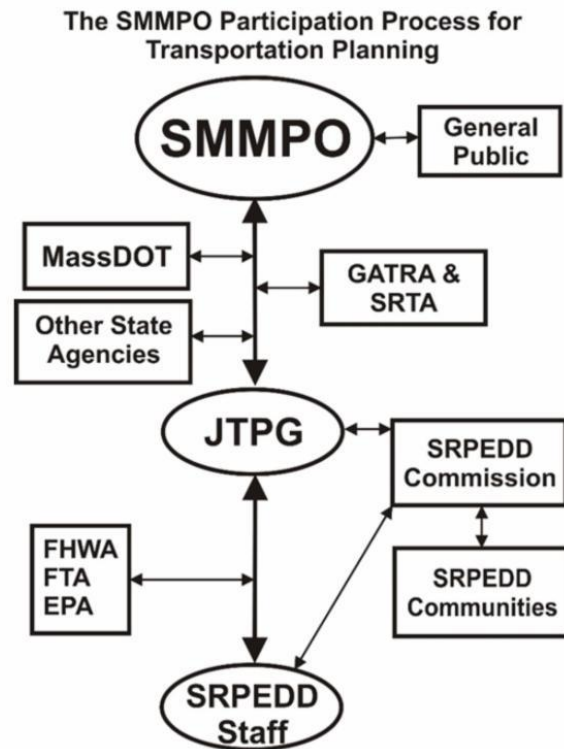 The SMMPO Participation Process for
Transportation Planning
SMMPO
General
Public
MassDOT
GATRA &
SRTA
Other State
Agencies
JTPG
SRPEDD
Commission
FHWA
FTA
EPA
SRPEDD
Communities
SRPEDD
Staff